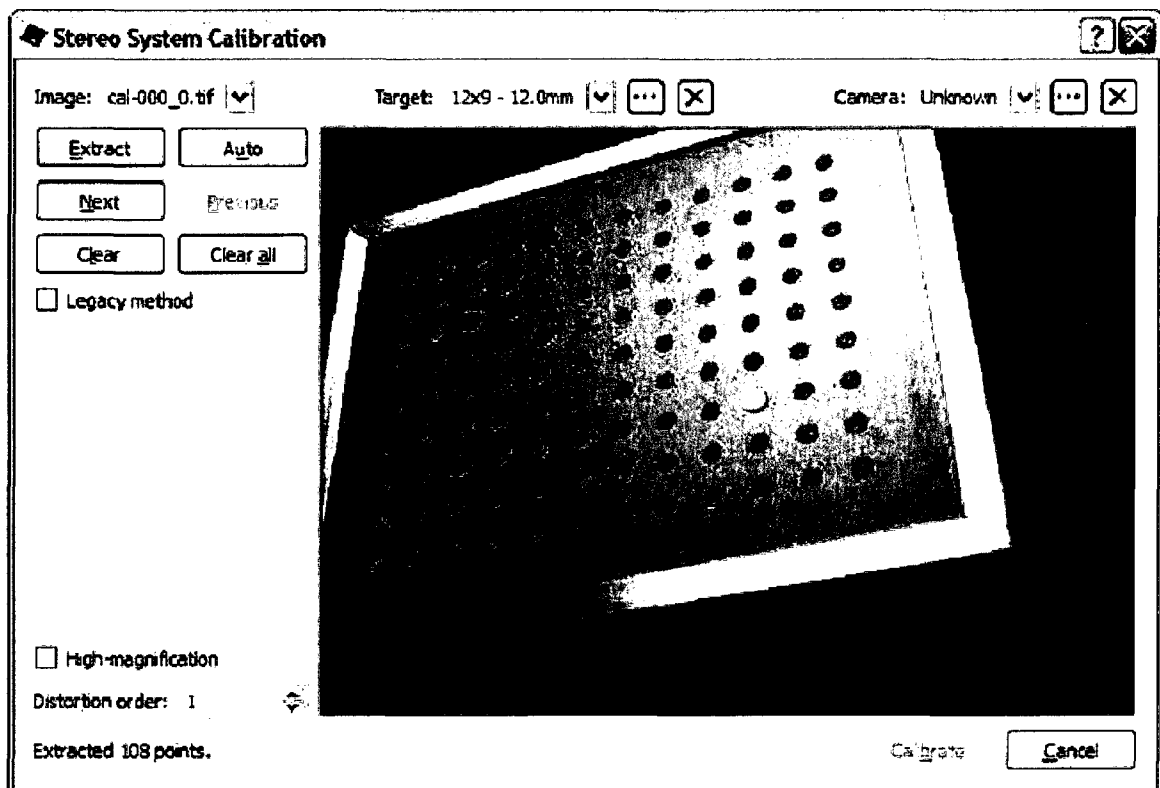 Stereo System Calibration
Image: cal-000_0.tif Target: 12x9 - 12.0mm ... Camera: Unknown ...
Extract Auto
Next Previous
Clear Clear all
Legacy method
High-magnification
Distortion order: 1
Extracted 108 points. Calibrate Cancel